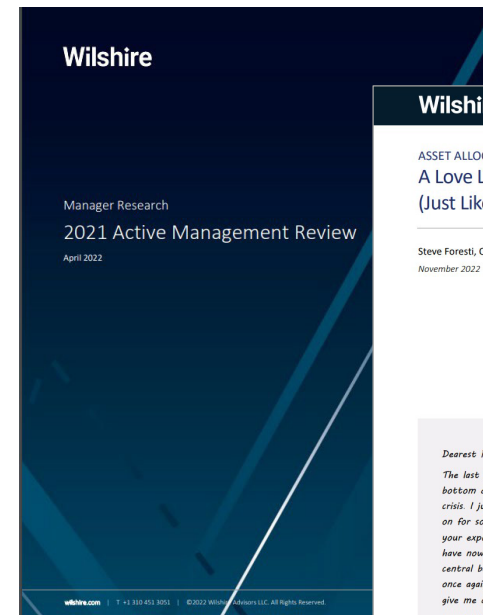 Wilshire
Manager Research
2021 Active Management Review
April 2022
wilshire.com | T +1 310 451 3051 | ©2022 Wilshire Advisors LLC. All Rights Reserved.
Wilshi
ASSET ALLO
A Love L
(Just Lik
Steve Foresti, C
November 2022
Dearest
The last
bottom
crisis. I ju
on for so
your exp
have now
central b
once agai
give me